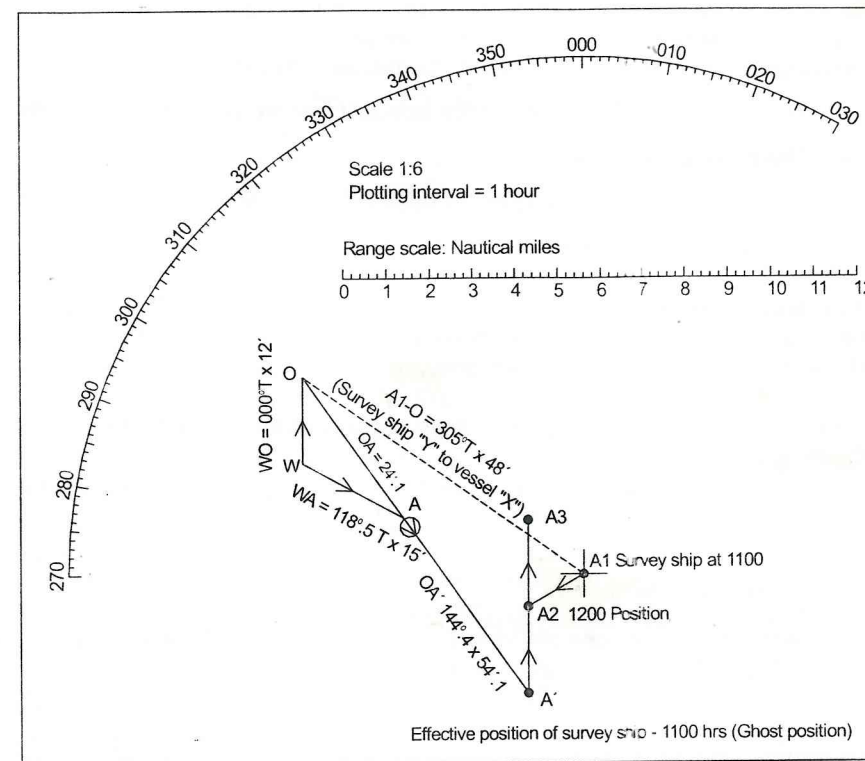 350
000
010
340
020
330
030
320
310
300
290
280
270
Scale 1:6
Plotting interval = 1 hour
Range scale: Nautical miles
0 1 2 3 4 5 6 7 8 9 10 11 12
O
WO = 000°T x 12′
W
WA = 118°.5 T x 15′
OA = 24′.1
A
A1-O = 305°T x 48′
(Survey ship "Y" to vessel "X")
A3
A1 Survey ship at 1100
A2 1200 Position
OA′ 144°.4 x 54′.1
A′
Effective position of survey ship - 1100 hrs (Ghost position)